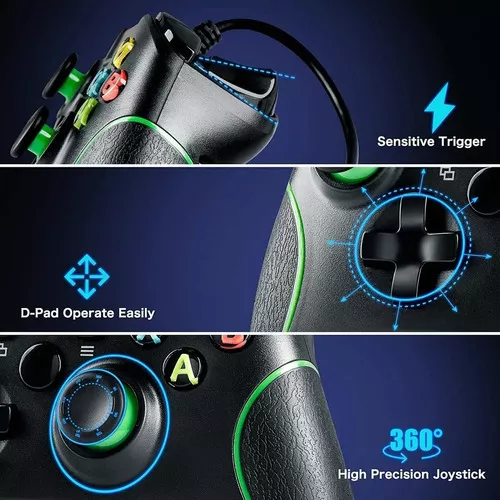 Sensitive Trigger
D-Pad Operate Easily
A
360°
High Precision Joystick